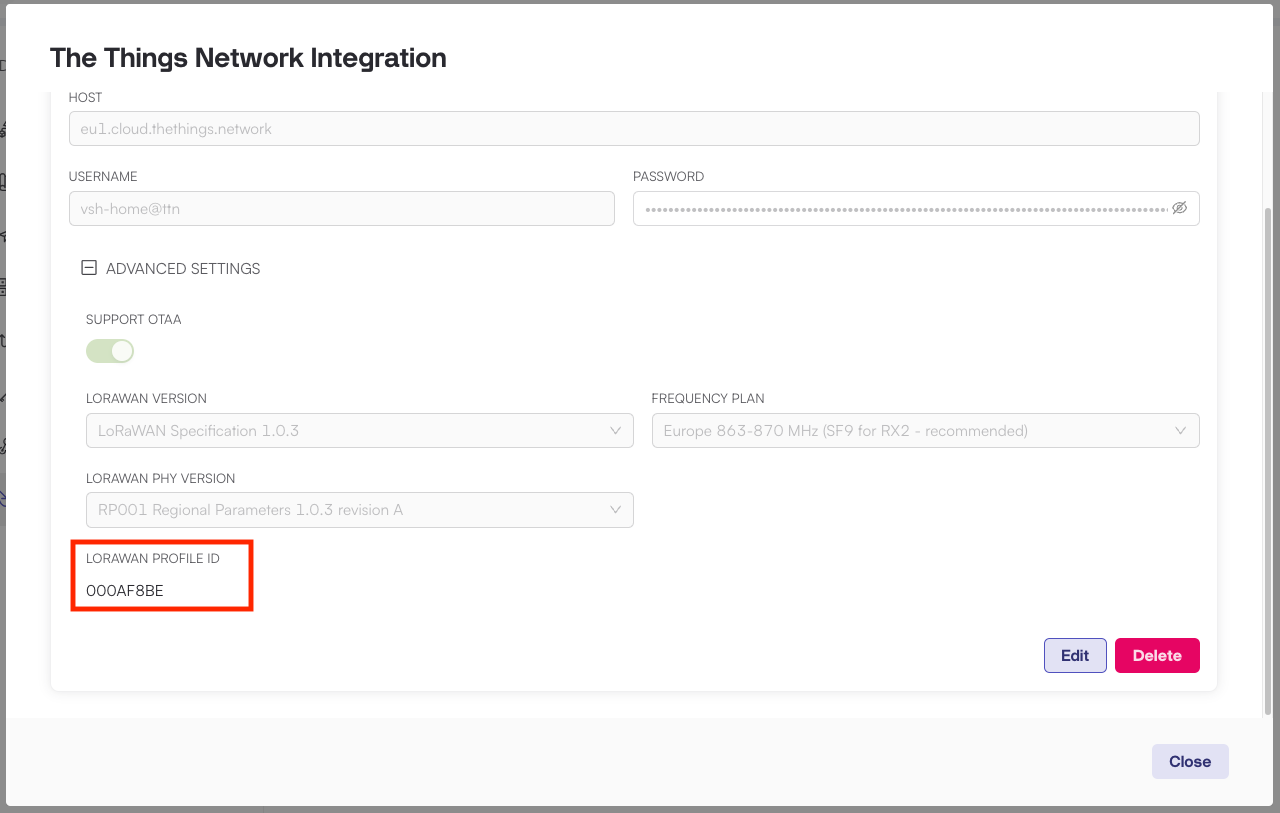 The Things Network Integration
HOST
eu1.cloud.thethings.network
USERNAME
PASSWORD
vsh-home@ttn
ADVANCED SETTINGS
SUPPORT OTAA
LORAWAN VERSION
FREQUENCY PLAN
LoRaWAN Specification 1.0.3
Europe 863-870 MHz (SF9 for RX2 - recommended)
LORAWAN PHY VERSION
RP001 Regional Parameters 1.0.3 revision A
LORAWAN PROFILE ID
000AF8BE
Edit
Delete
Close